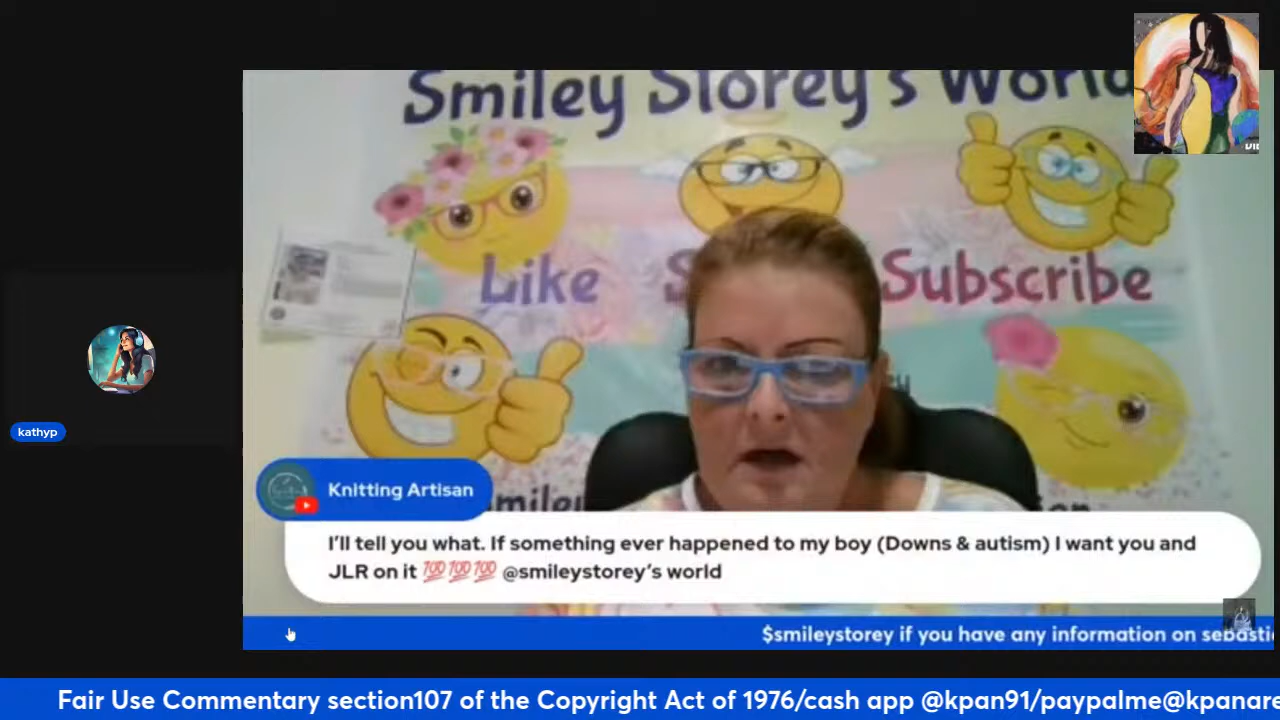 Smiley Storey's World
Like
Subscribe
kathyp
Knitting Artisan
I'll tell you what. If something ever happened to my boy (Downs & autism) I want you and
JLR on it 💯💯💯 @smileystorey's world
$smileystorey if you have any information on sebasti
Fair Use Commentary section107 of the Copyright Act of 1976/cash app @kpan91/paypalme@kpanare